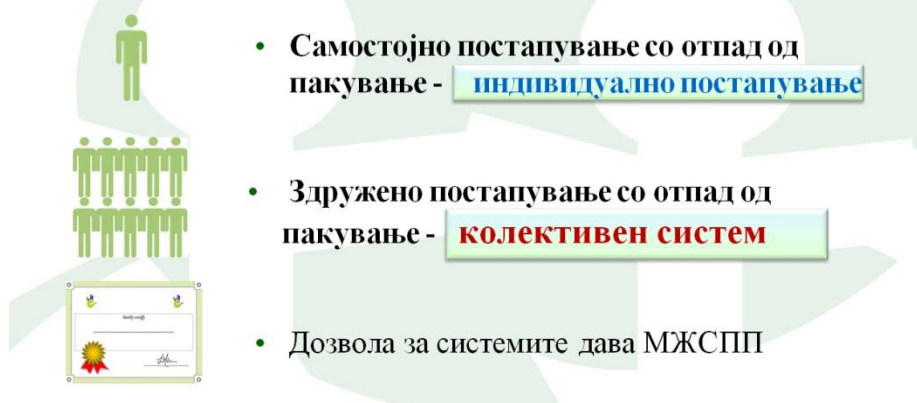 • Самостојно постапување со отпад од
пакување - индивидуално постапување
• Здружено постапување со отпад од
пакување - колективен систем
• Дозвола за системите дава МЖСПП